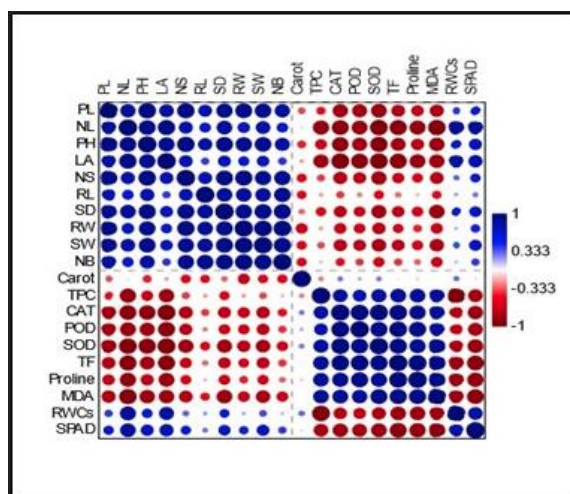 PL NL PH LA NS RL SD RW SW NB Carot TPC CAT POD SOD TF Proline MDA RWCs SPAD
PL
NL
PH
LA
NS
RL
SD
RW
SW
NB
Carot
TPC
CAT
POD
SOD
TF
Proline
MDA
RWCs
SPAD
1
0.333
-0.333
-1